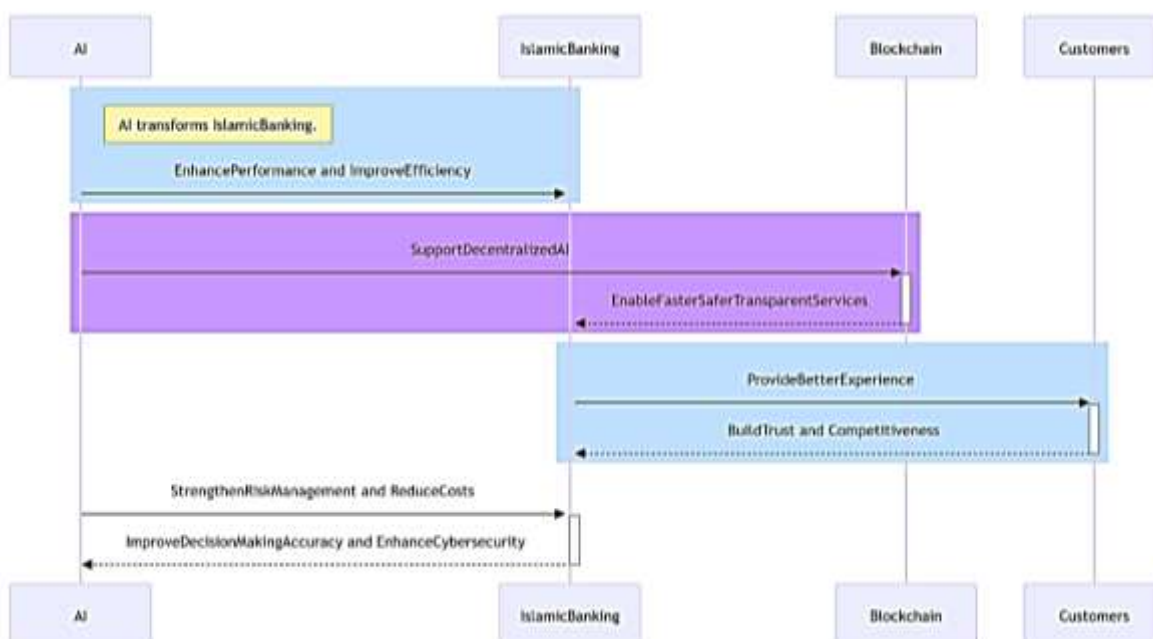 AI
IslamicBanking
Blockchain
Customers
AI transforms IslamicBanking.
EnhancePerformance and ImproveEfficiency
SupportDecentralizedAI
EnableFasterSaferTransparentServices
ProvideBetterExperience
BuildTrust and Competitiveness
StrengthenRiskManagement and ReduceCosts
ImproveDecisionMakingAccuracy and EnhanceCybersecurity
AI
IslamicBanking
Blockchain
Customers